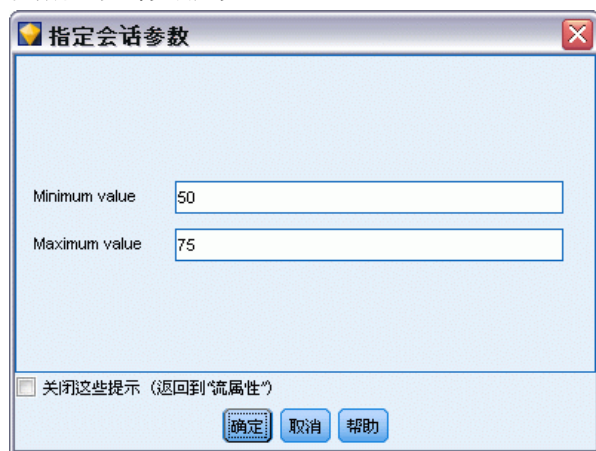 指定会话参数
Minimum value 50
Maximum value 75
关闭这些提示（返回到“流属性”）
确定 取消 帮助